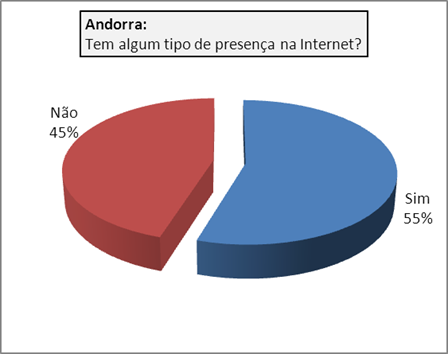 Andorra:
Tem algum tipo de presença na Internet?
Não
45%
Sim
55%